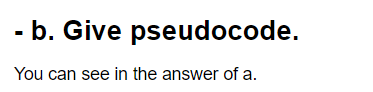 - b. Give pseudocode.
You can see in the answer of a.